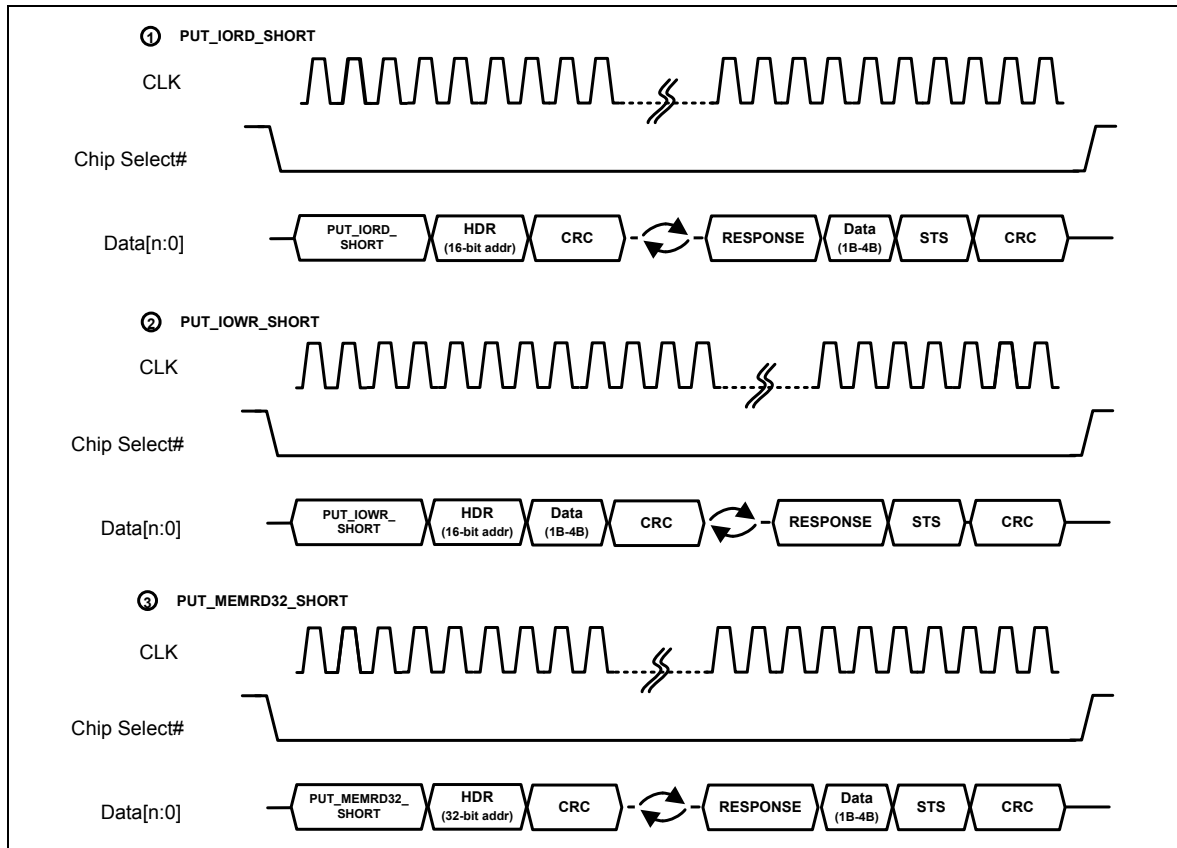 ① PUT_IORD_SHORT
CLK
Chip Select#
Data[n:0]
PUT_IORD_
SHORT
HDR
(16-bit addr)
CRC
RESPONSE
Data
(1B-4B)
STS
CRC
② PUT_IOWR_SHORT
CLK
Chip Select#
Data[n:0]
PUT_IOWR_
SHORT
HDR
(16-bit addr)
Data
(1B-4B)
CRC
RESPONSE
STS
CRC
③ PUT_MEMRD32_SHORT
CLK
Chip Select#
Data[n:0]
PUT_MEMRD32_
SHORT
HDR
(32-bit addr)
CRC
RESPONSE
Data
(1B-4B)
STS
CRC